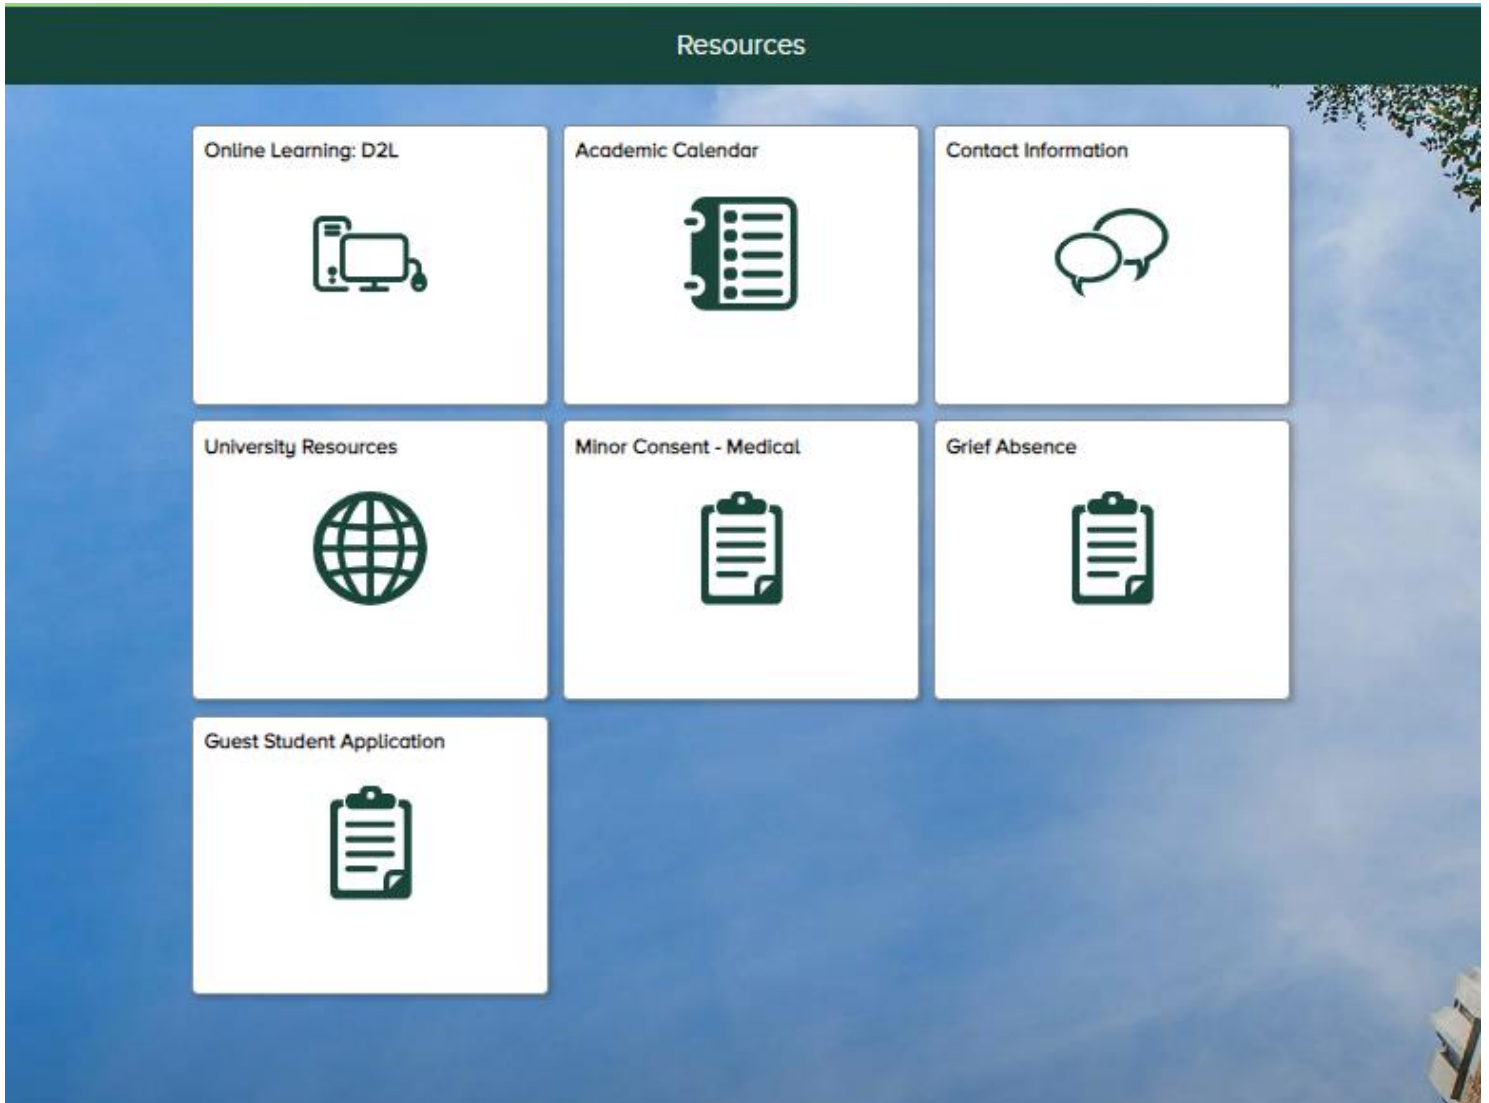 Resources
Online Learning: D2L
Academic Calendar
Contact Information
University Resources
Minor Consent - Medical
Grief Absence
Guest Student Application